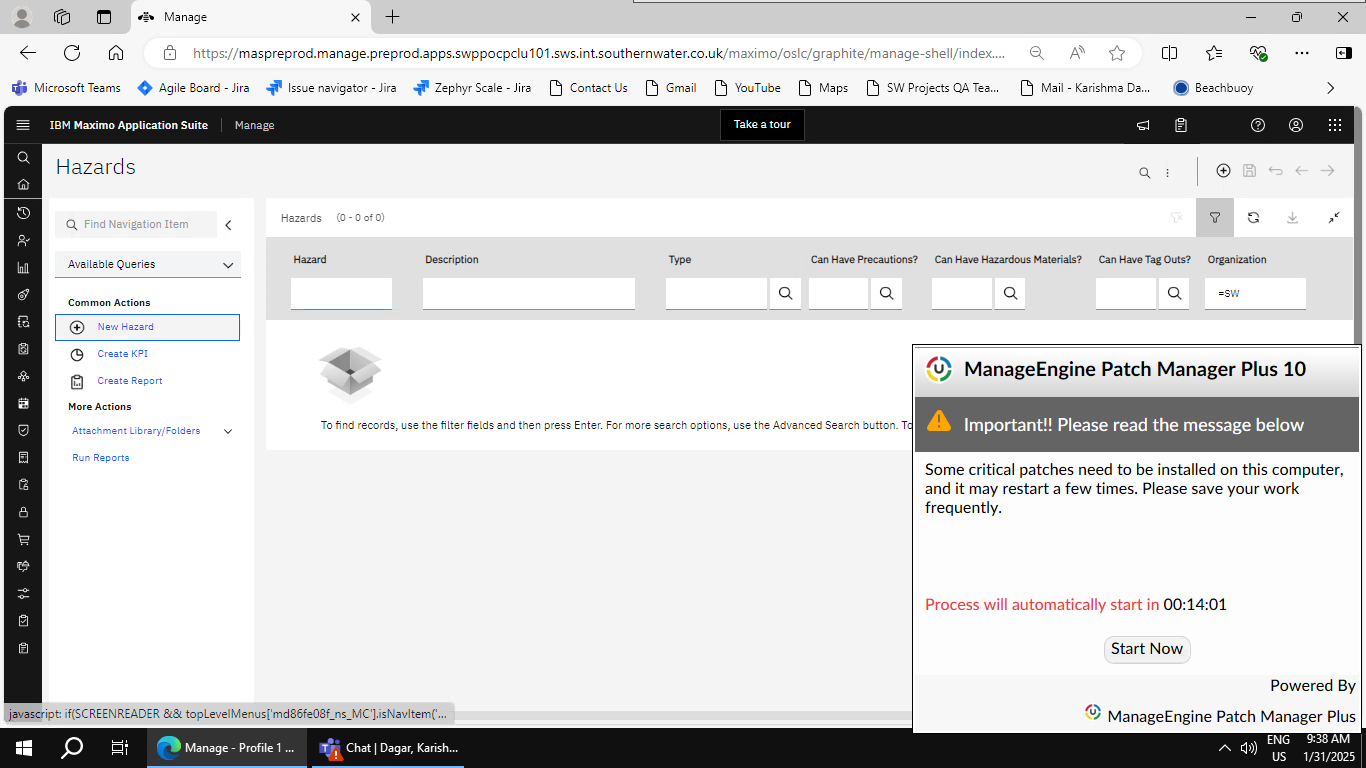 Manage
https://maspreprod.manage.preprod.apps.swppocpclu101.sws.int.southernwater.co.uk/maximo/oslc/graphite/manage-shell/index....
Microsoft Teams
Agile Board - Jira
Issue navigator - Jira
Zephyr Scale - Jira
Contact Us
Gmail
YouTube
Maps
SW Projects QA Tea...
Mail - Karishma Da...
Beachbuoy
IBM Maximo Application Suite
Manage
Take a tour
Hazards
Find Navigation Item
Available Queries
Common Actions
New Hazard
Create KPI
Create Report
More Actions
Attachment Library/Folders
Run Reports
Hazards (0 - 0 of 0)
Hazard
Description
Type
Can Have Precautions?
Can Have Hazardous Materials?
Can Have Tag Outs?
Organization
=SW
To find records, use the filter fields and then press Enter. For more search options, use the Advanced Search button. To
ManageEngine Patch Manager Plus 10
Important!! Please read the message below
Some critical patches need to be installed on this computer,
and it may restart a few times. Please save your work
frequently.
Process will automatically start in 00:14:01
Start Now
Powered By
ManageEngine Patch Manager Plus
javascript: if(SCREENREADER && topLevelMenus['md86fe08f_ns_MC'].isNavItem('...
Manage - Profile 1 ...
Chat | Dagar, Karish...
ENG
US
9:38 AM
1/31/2025